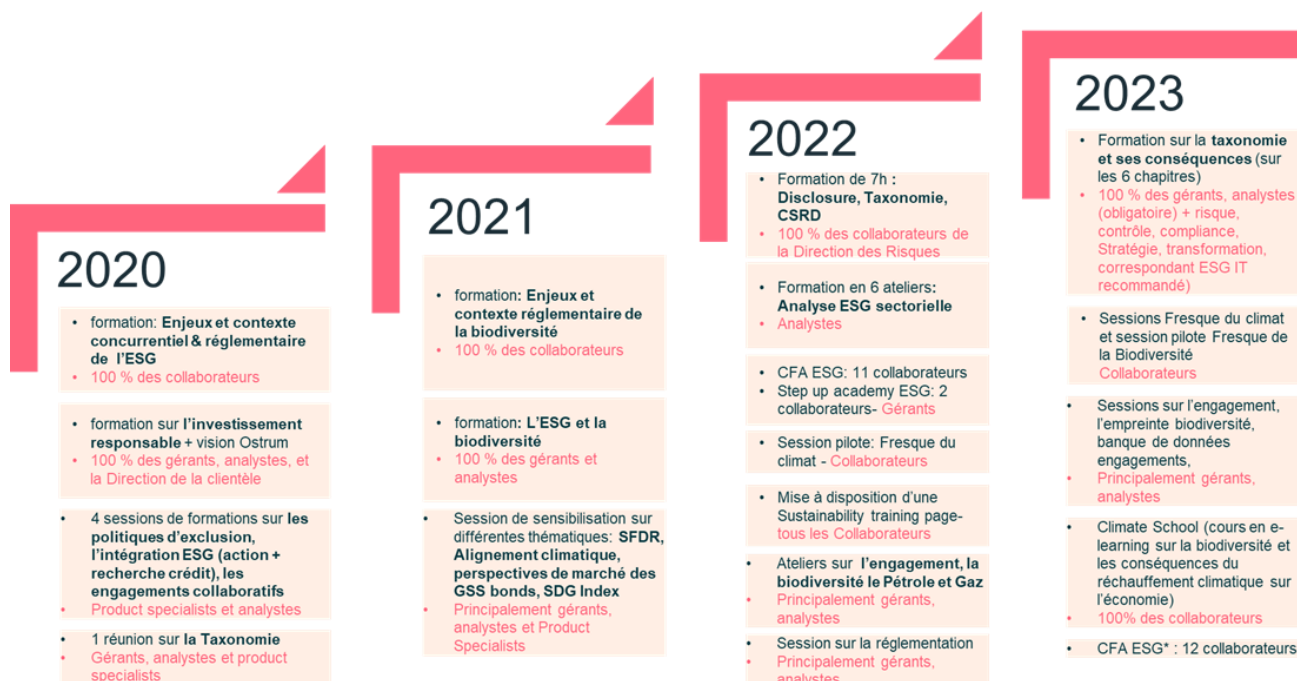 2020
• formation: Enjeux et contexte
concurrentiel & réglementaire
de l'ESG
• 100 % des collaborateurs
• formation sur l'investissement
responsable + vision Ostrum
• 100 % des gérants, analystes, et
la Direction de la clientèle
• 4 sessions de formations sur les
politiques d'exclusion,
l'intégration ESG (action +
recherche crédit), les
engagements collaboratifs
• Product specialists et analystes
• 1 réunion sur la Taxonomie
• Gérants, analystes et product
specialists
2021
• formation: Enjeux et
contexte réglementaire de
la biodiversité
• 100 % des collaborateurs
• formation: L'ESG et la
biodiversité
• 100 % des gérants et
analystes
• Session de sensibilisation sur
différentes thématiques: SFDR,
Alignement climatique,
perspectives de marché des
GSS bonds, SDG Index
• Principalement gérants,
analystes et Product
Specialists
2022
• Formation de 7h :
Disclosure, Taxonomie,
CSRD
• 100 % des collaborateurs de
la Direction des Risques
• Formation en 6 ateliers:
Analyse ESG sectorielle
• Analystes
• CFA ESG: 11 collaborateurs
• Step up academy ESG: 2
collaborateurs- Gérants
• Session pilote: Fresque du
climat - Collaborateurs
• Mise à disposition d'une
Sustainability training page-
tous les Collaborateurs
• Ateliers sur l'engagement, la
biodiversité le Pétrole et Gaz
• Principalement gérants,
analystes
• Session sur la réglementation
• Principalement gérants,
analystes
2023
• Formation sur la taxonomie
et ses conséquences (sur
les 6 chapitres)
• 100 % des gérants, analystes
(obligatoire) + risque,
contrôle, compliance,
Stratégie, transformation,
correspondant ESG IT
recommandé)
• Sessions Fresque du climat
et session pilote Fresque de
la Biodiversité
Collaborateurs
• Sessions sur l'engagement,
l'empreinte biodiversité,
banque de données
engagements,
• Principalement gérants,
analystes
• Climate School (cours en e-
learning sur la biodiversité et
les conséquences du
réchauffement climatique sur
l'économie)
• 100% des collaborateurs
• CFA ESG* : 12 collaborateurs